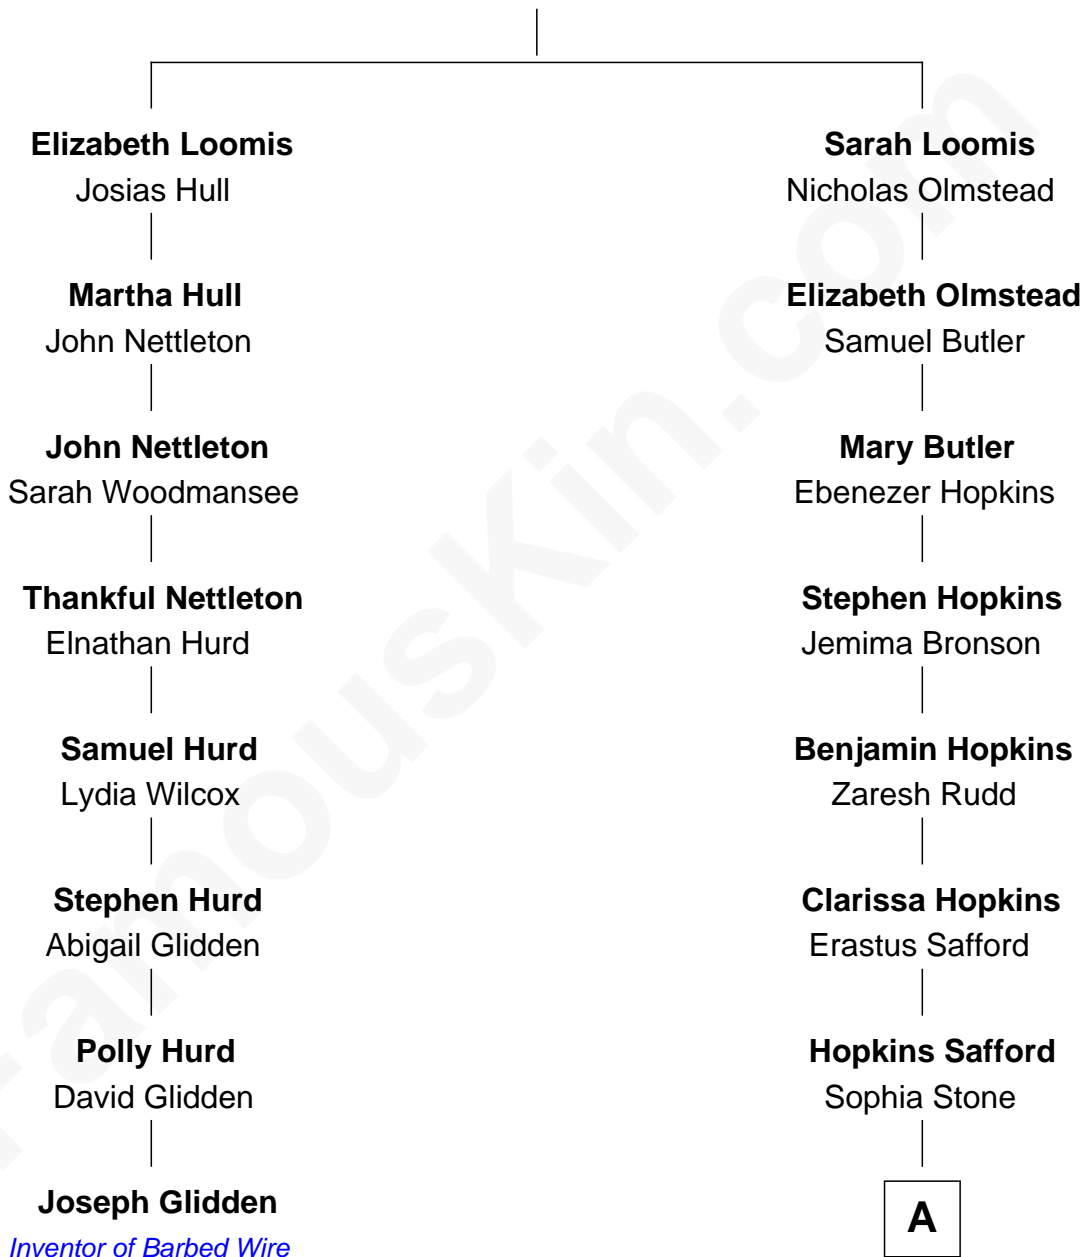 Elizabeth Loomis
Josias Hull
Martha Hull
John Nettleton
John Nettleton
Sarah Woodmansee
Thankful Nettleton
Elnathan Hurd
Samuel Hurd
Lydia Wilcox
Stephen Hurd
Abigail Glidden
Polly Hurd
David Glidden
Joseph Glidden
Inventor of Barbed Wire
Sarah Loomis
Nicholas Olmstead
Elizabeth Olmstead
Samuel Butler
Mary Butler
Ebenezer Hopkins
Stephen Hopkins
Jemima Bronson
Benjamin Hopkins
Zaresh Rudd
Clarissa Hopkins
Erastus Safford
Hopkins Safford
Sophia Stone
A
FamousKin.com